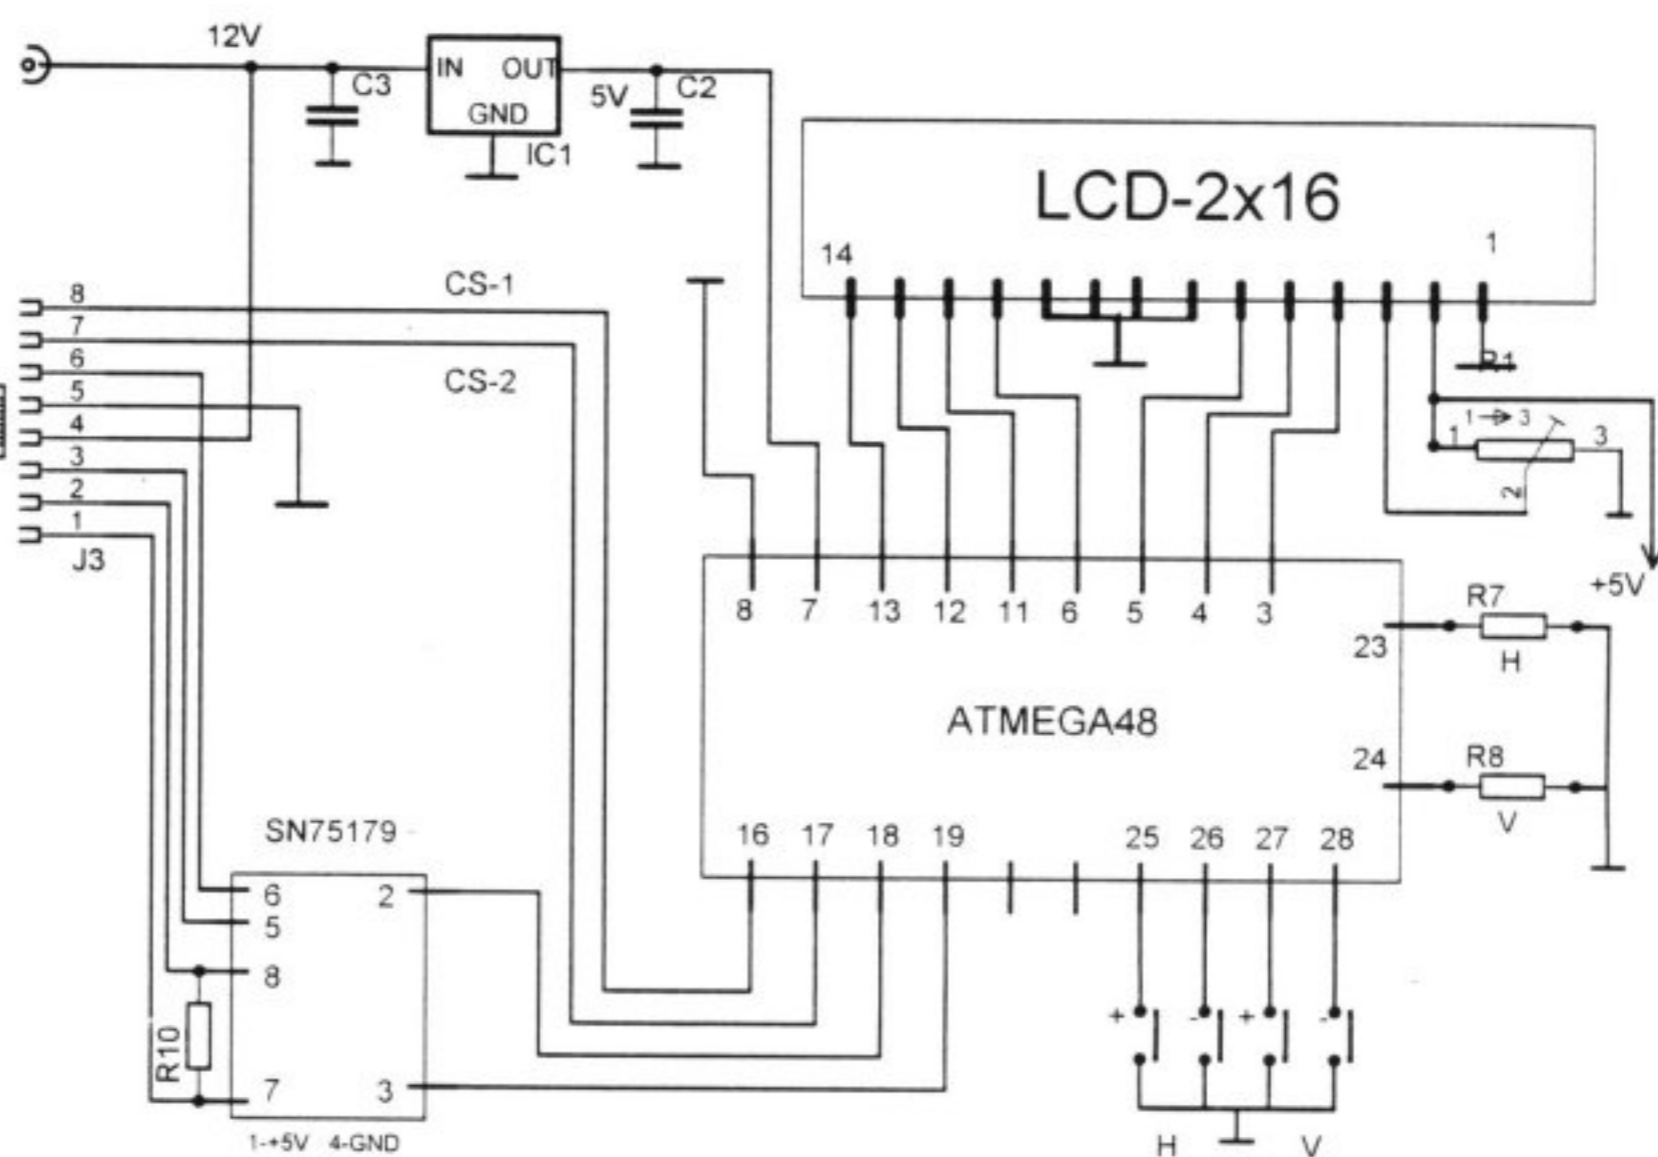 12V
IN OUT
GND
IC1
C3
5V
C2
LCD-2x16
14
1
CS-1
CS-2
8
7
6
5
4
3
2
1
J3
R1
1 3
1
3
2
+5V
8 7 13 12 11 6 5 4 3
23
R7
H
ATMEGA48
24
R8
V
16 17 18 19 25 26 27 28
SN75179
6
5
8
7
2
3
R10
1-+5V 4-GND
+ - + -
H V